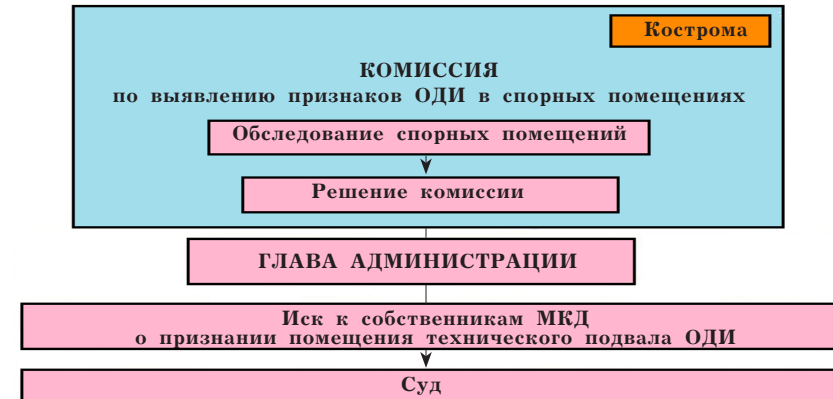 Кострома
КОМИССИЯ
по выявлению признаков ОДИ в спорных помещениях
Обследование спорных помещений
Решение комиссии
ГЛАВА АДМИНИСТРАЦИИ
Иск к собственникам МКД
о признании помещения технического подвала ОДИ
Суд